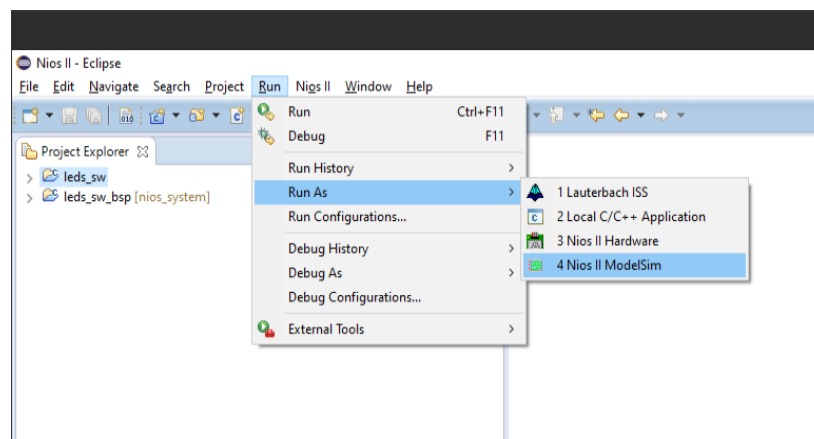 Nios II - Eclipse
File Edit Navigate Search Project Run Nios II Window Help
Project Explorer
leds_sw
leds_sw_bsp [nios_system]
Run Ctrl+F11
Debug F11
Run History
Run As
Run Configurations...
Debug History
Debug As
Debug Configurations...
External Tools
1 Lauterbach ISS
2 Local C/C++ Application
3 Nios II Hardware
4 Nios II ModelSim